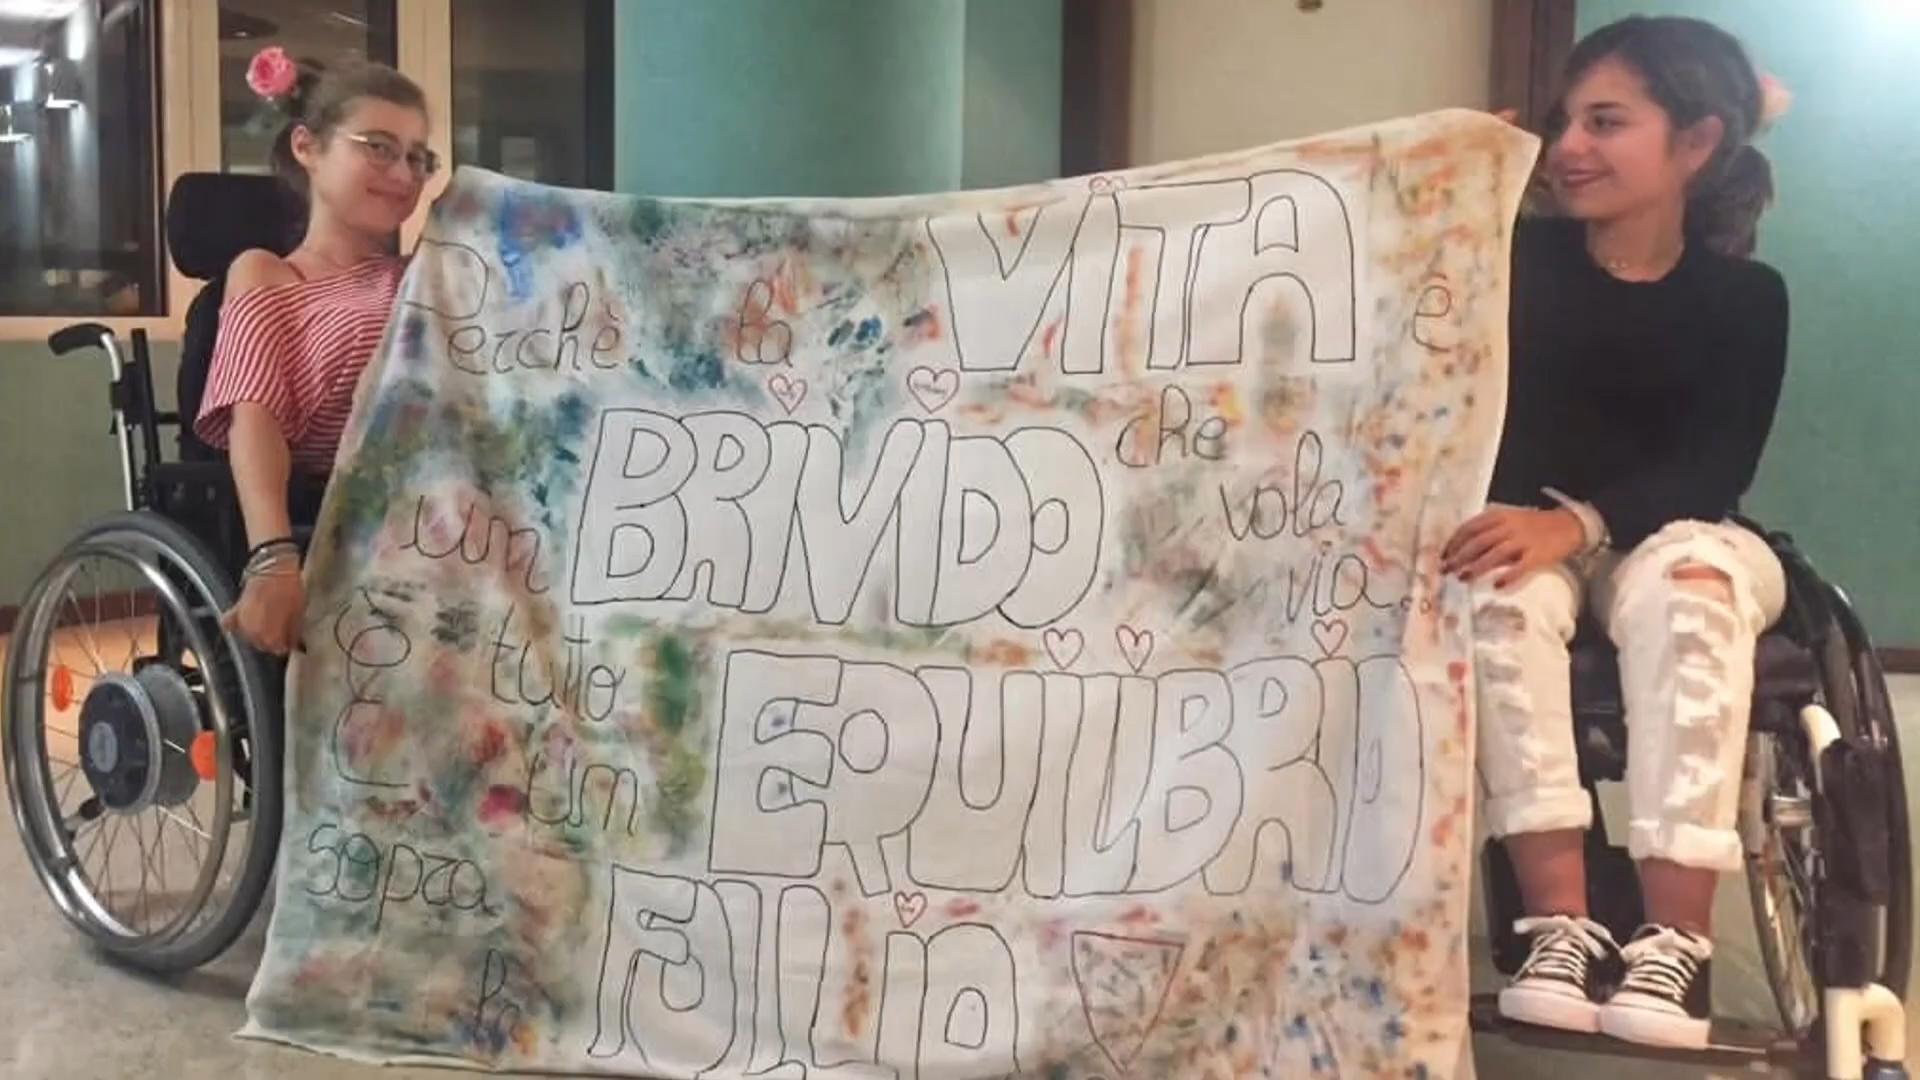 Perchè la VITA è
un BRIVIDO che
vola
via..
È tutto
un EQUILIBRIO
sopra
la FOLLIA